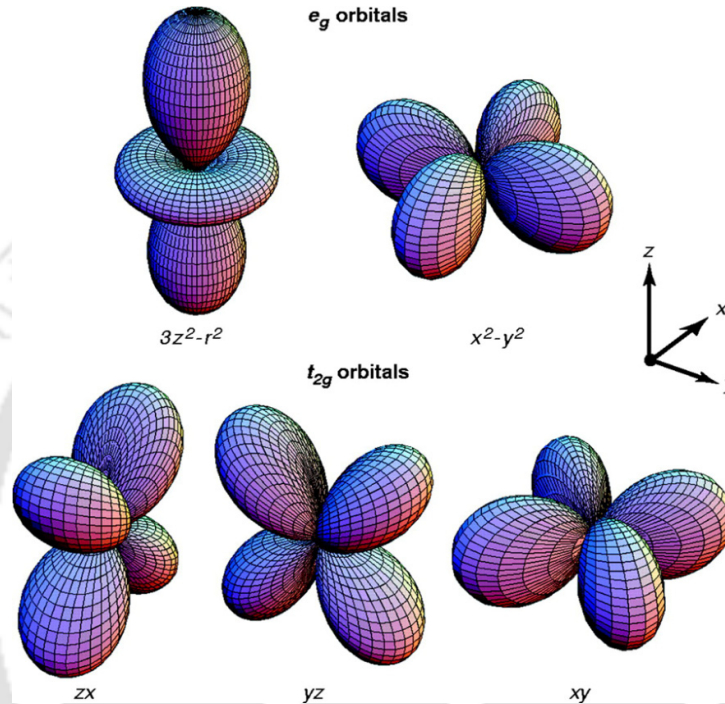 e_g orbitals
z
x
3z²-r²
x²-y²
t_2g orbitals
zx
yz
xy